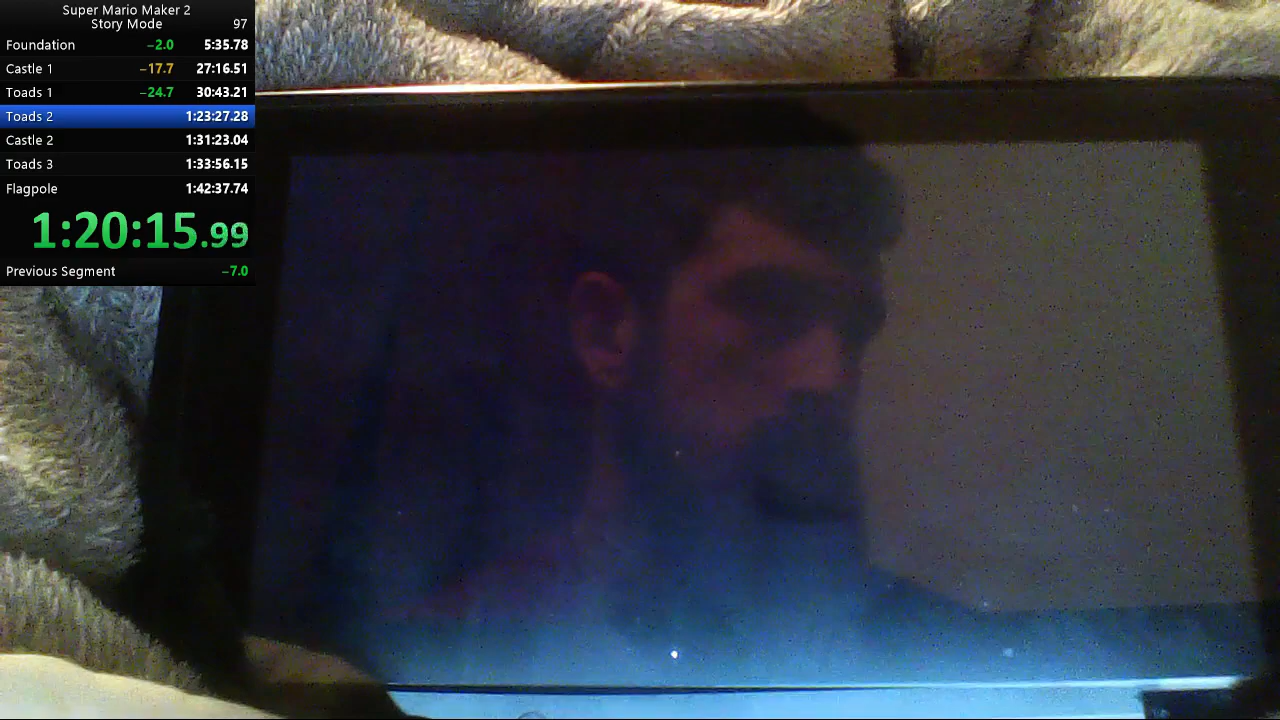 Super Mario Maker 2
Story Mode 97
Foundation -2.0 5:35.78
Castle 1 -17.7 27:16.51
Toads 1 -24.7 30:43.21
Toads 2 1:23:27.28
Castle 2 1:31:23.04
Toads 3 1:33:56.15
Flagpole 1:42:37.74
1:20:15.99
Previous Segment -7.0